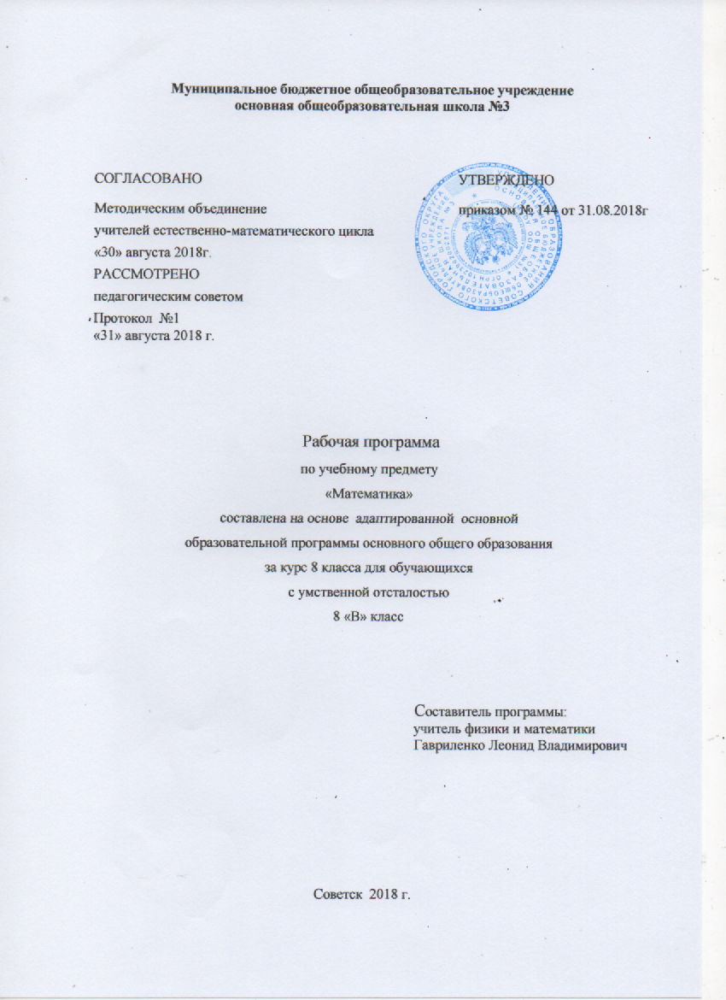 Муниципальное бюджетное общеобразовательное учреждение
основная общеобразовательная школа №3
СОГЛАСОВАНО
Методическим объединение
учителей естественно-математического цикла
«30» августа 2018г.
РАССМОТРЕНО
педагогическим советом
Протокол №1
«31» августа 2018 г.
УТВЕРЖДЕНО
приказом № 144 от 31.08.2018г
Рабочая программа
по учебному предмету
«Математика»
составлена на основе адаптированной основной
образовательной программы основного общего образования
за курс 8 класса для обучающихся
с умственной отсталостью
8 «В» класс
Составитель программы:
учитель физики и математики
Гавриленко Леонид Владимирович
Советск 2018 г.